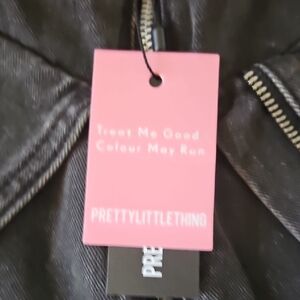 Treat Me Good
Colour May Run
PRETTYLITTLETHING
PRE